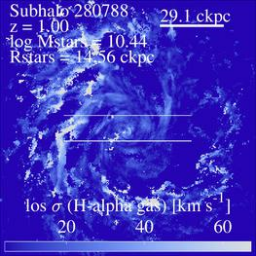 Subhalo 280788
29.1 ckpc
z = 1.00
log Mstars = 10.44
Rstars = 14.56 ckpc
los σ (H-alpha gas) [km s⁻¹]
20 40 60